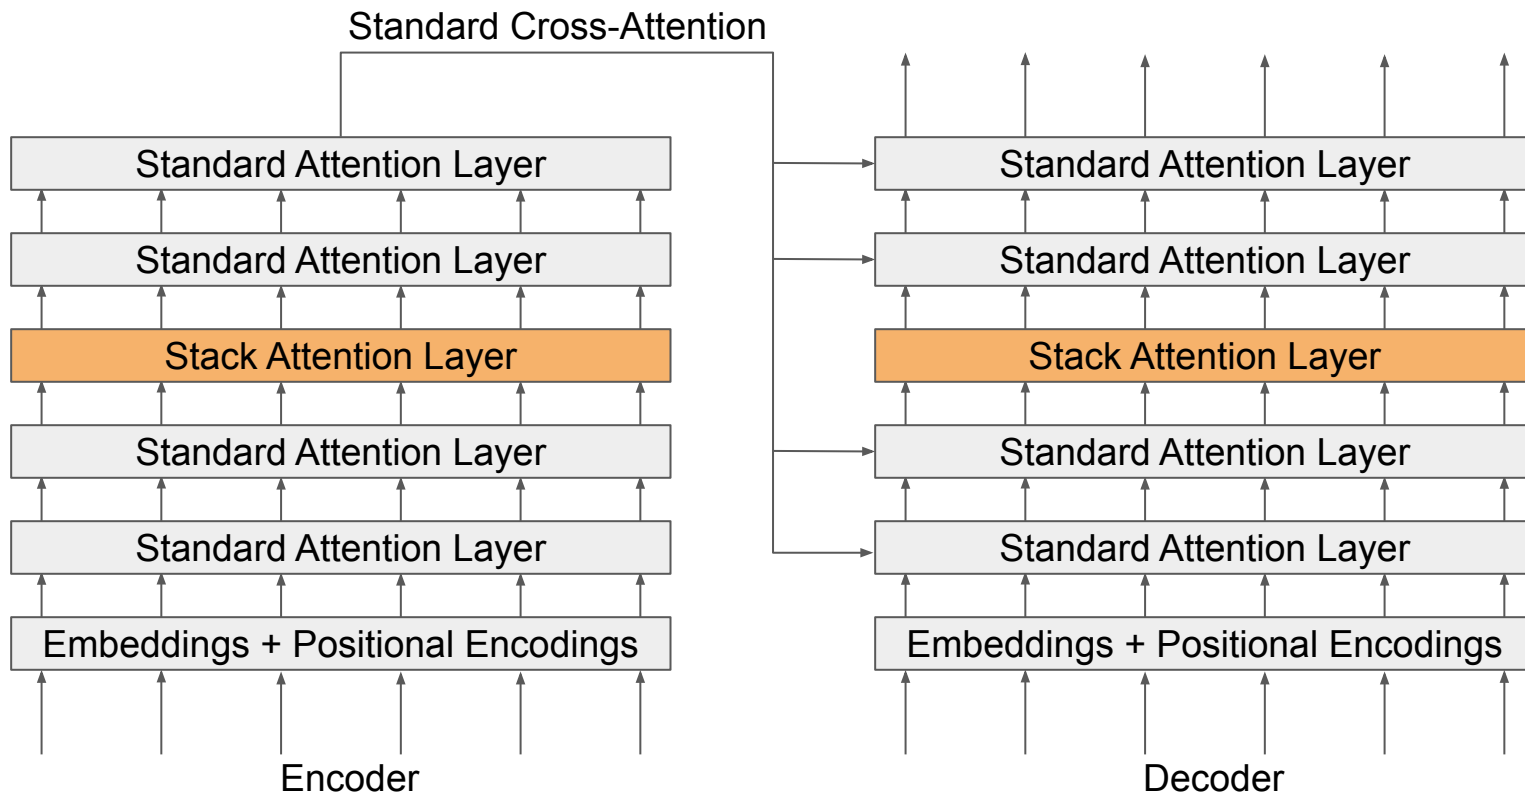 Standard Cross-Attention
Standard Attention Layer
Standard Attention Layer
Stack Attention Layer
Standard Attention Layer
Standard Attention Layer
Embeddings + Positional Encodings
Encoder
Standard Attention Layer
Standard Attention Layer
Stack Attention Layer
Standard Attention Layer
Standard Attention Layer
Embeddings + Positional Encodings
Decoder